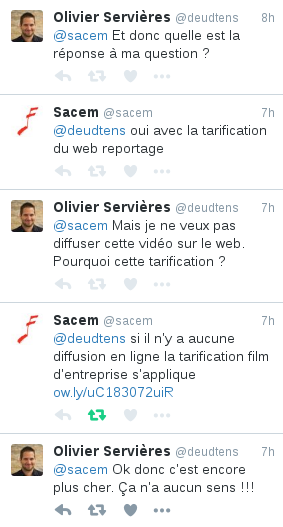 Olivier Servières @deudtens 8h
@sacem Et donc quelle est la
réponse à ma question ?
Sacem @sacem 7h
@deudtens oui avec la tarification
du web reportage
Olivier Servières @deudtens 7h
@sacem Mais je ne veux pas
diffuser cette vidéo sur le web.
Pourquoi cette tarification ?
Sacem @sacem 7h
@deudtens si il n'y a aucune
diffusion en ligne la tarification film
d'entreprise s'applique
ow.ly/uC183072uiR
Olivier Servières @deudtens 7h
@sacem Ok donc c'est encore
plus cher. Ça n'a aucun sens !!!